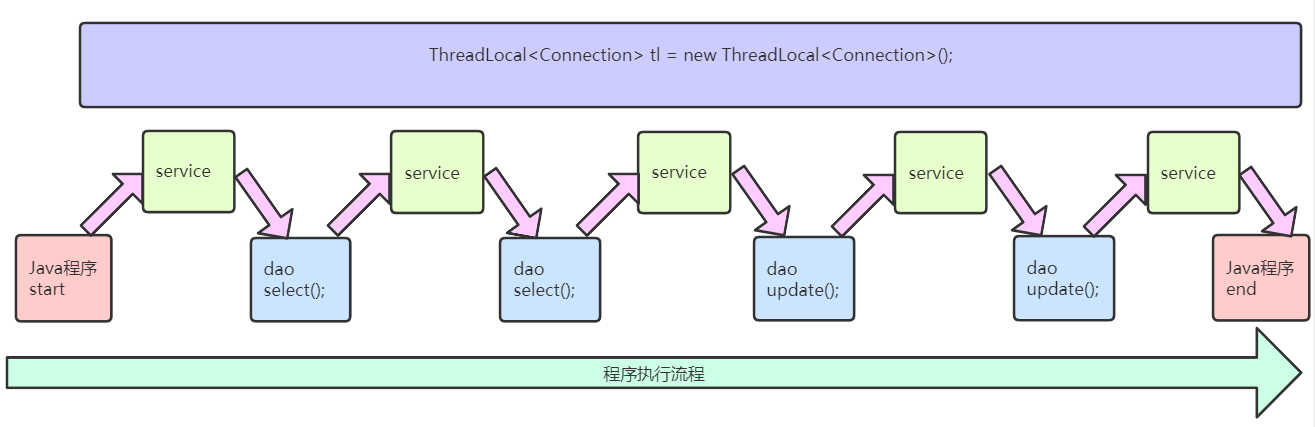 ThreadLocal<Connection> tl = new ThreadLocal<Connection>();
service
service
service
service
service
Java程序
start
dao
select();
dao
select();
dao
update();
dao
update();
Java程序
end
程序执行流程